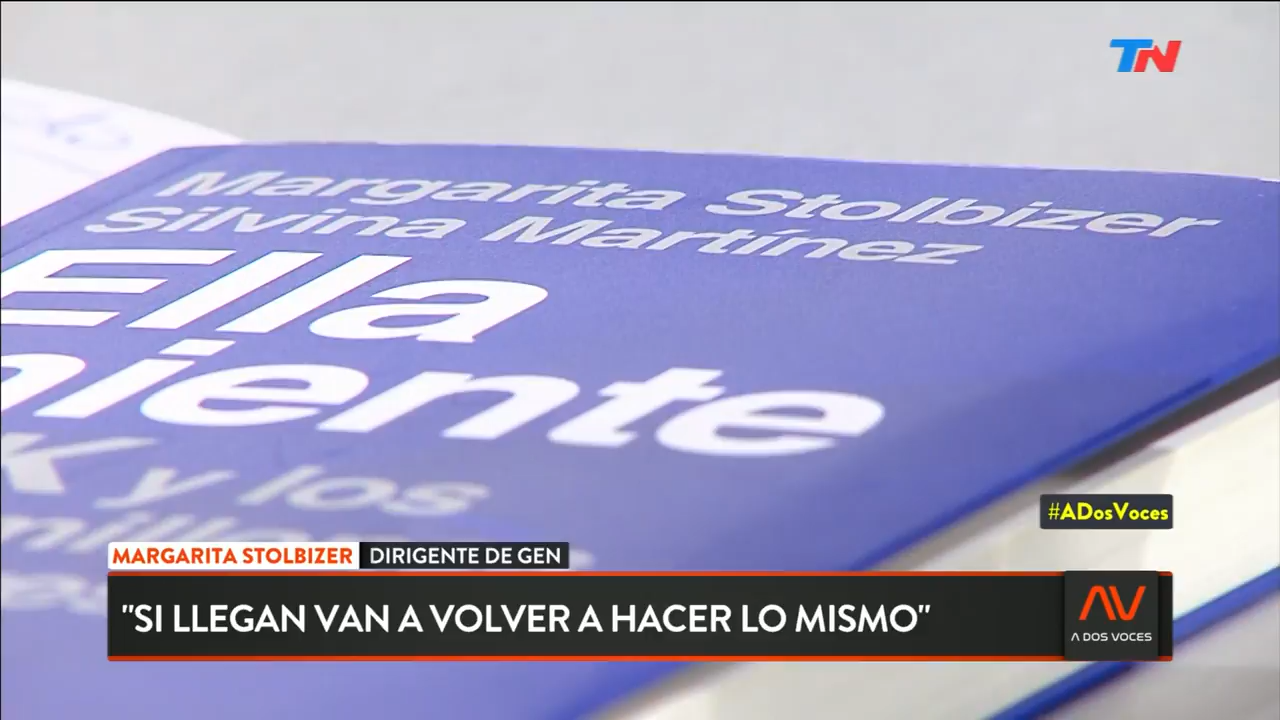 TN
Margarita Stolbizer
Silvina Martínez
Ella
miente
K y los
#ADosVoces
MARGARITA STOLBIZER DIRIGENTE DE GEN
"SI LLEGAN VAN A VOLVER A HACER LO MISMO"
AV
A DOS VOCES